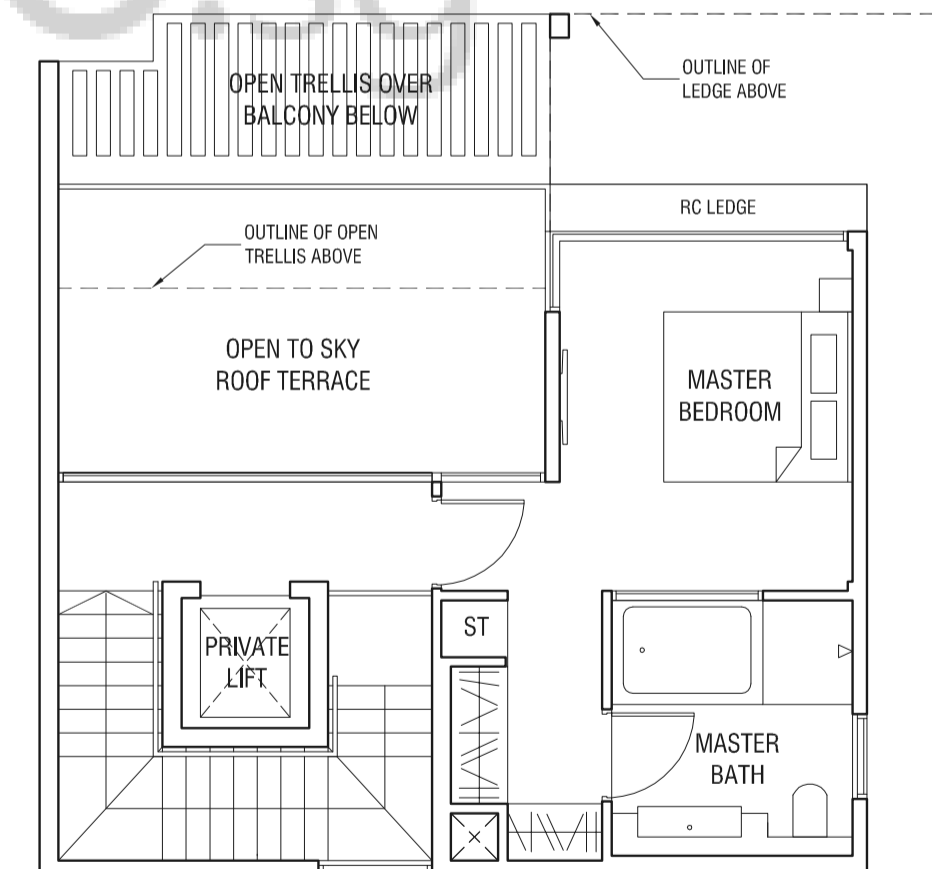 OPEN TRELLIS OVER
BALCONY BELOW
OUTLINE OF
LEDGE ABOVE
RC LEDGE
OUTLINE OF OPEN
TRELLIS ABOVE
OPEN TO SKY
ROOF TERRACE
MASTER
BEDROOM
ST
PRIVATE
LIFT
MASTER
BATH